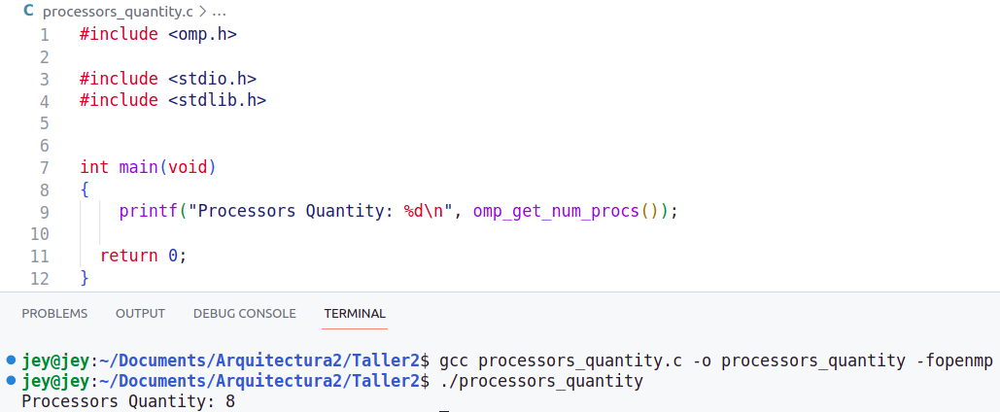 C processors_quantity.c > ...
1 #include <omp.h>
2
3 #include <stdio.h>
4 #include <stdlib.h>
5
6
7 int main(void)
8 {
9     printf("Processors Quantity: %d\n", omp_get_num_procs());
10
11   return 0;
12 }
PROBLEMS OUTPUT DEBUG CONSOLE TERMINAL
jey@jey:~/Documents/Arquitectura2/Taller2$ gcc processors_quantity.c -o processors_quantity -fopenmp
jey@jey:~/Documents/Arquitectura2/Taller2$ ./processors_quantity
Processors Quantity: 8